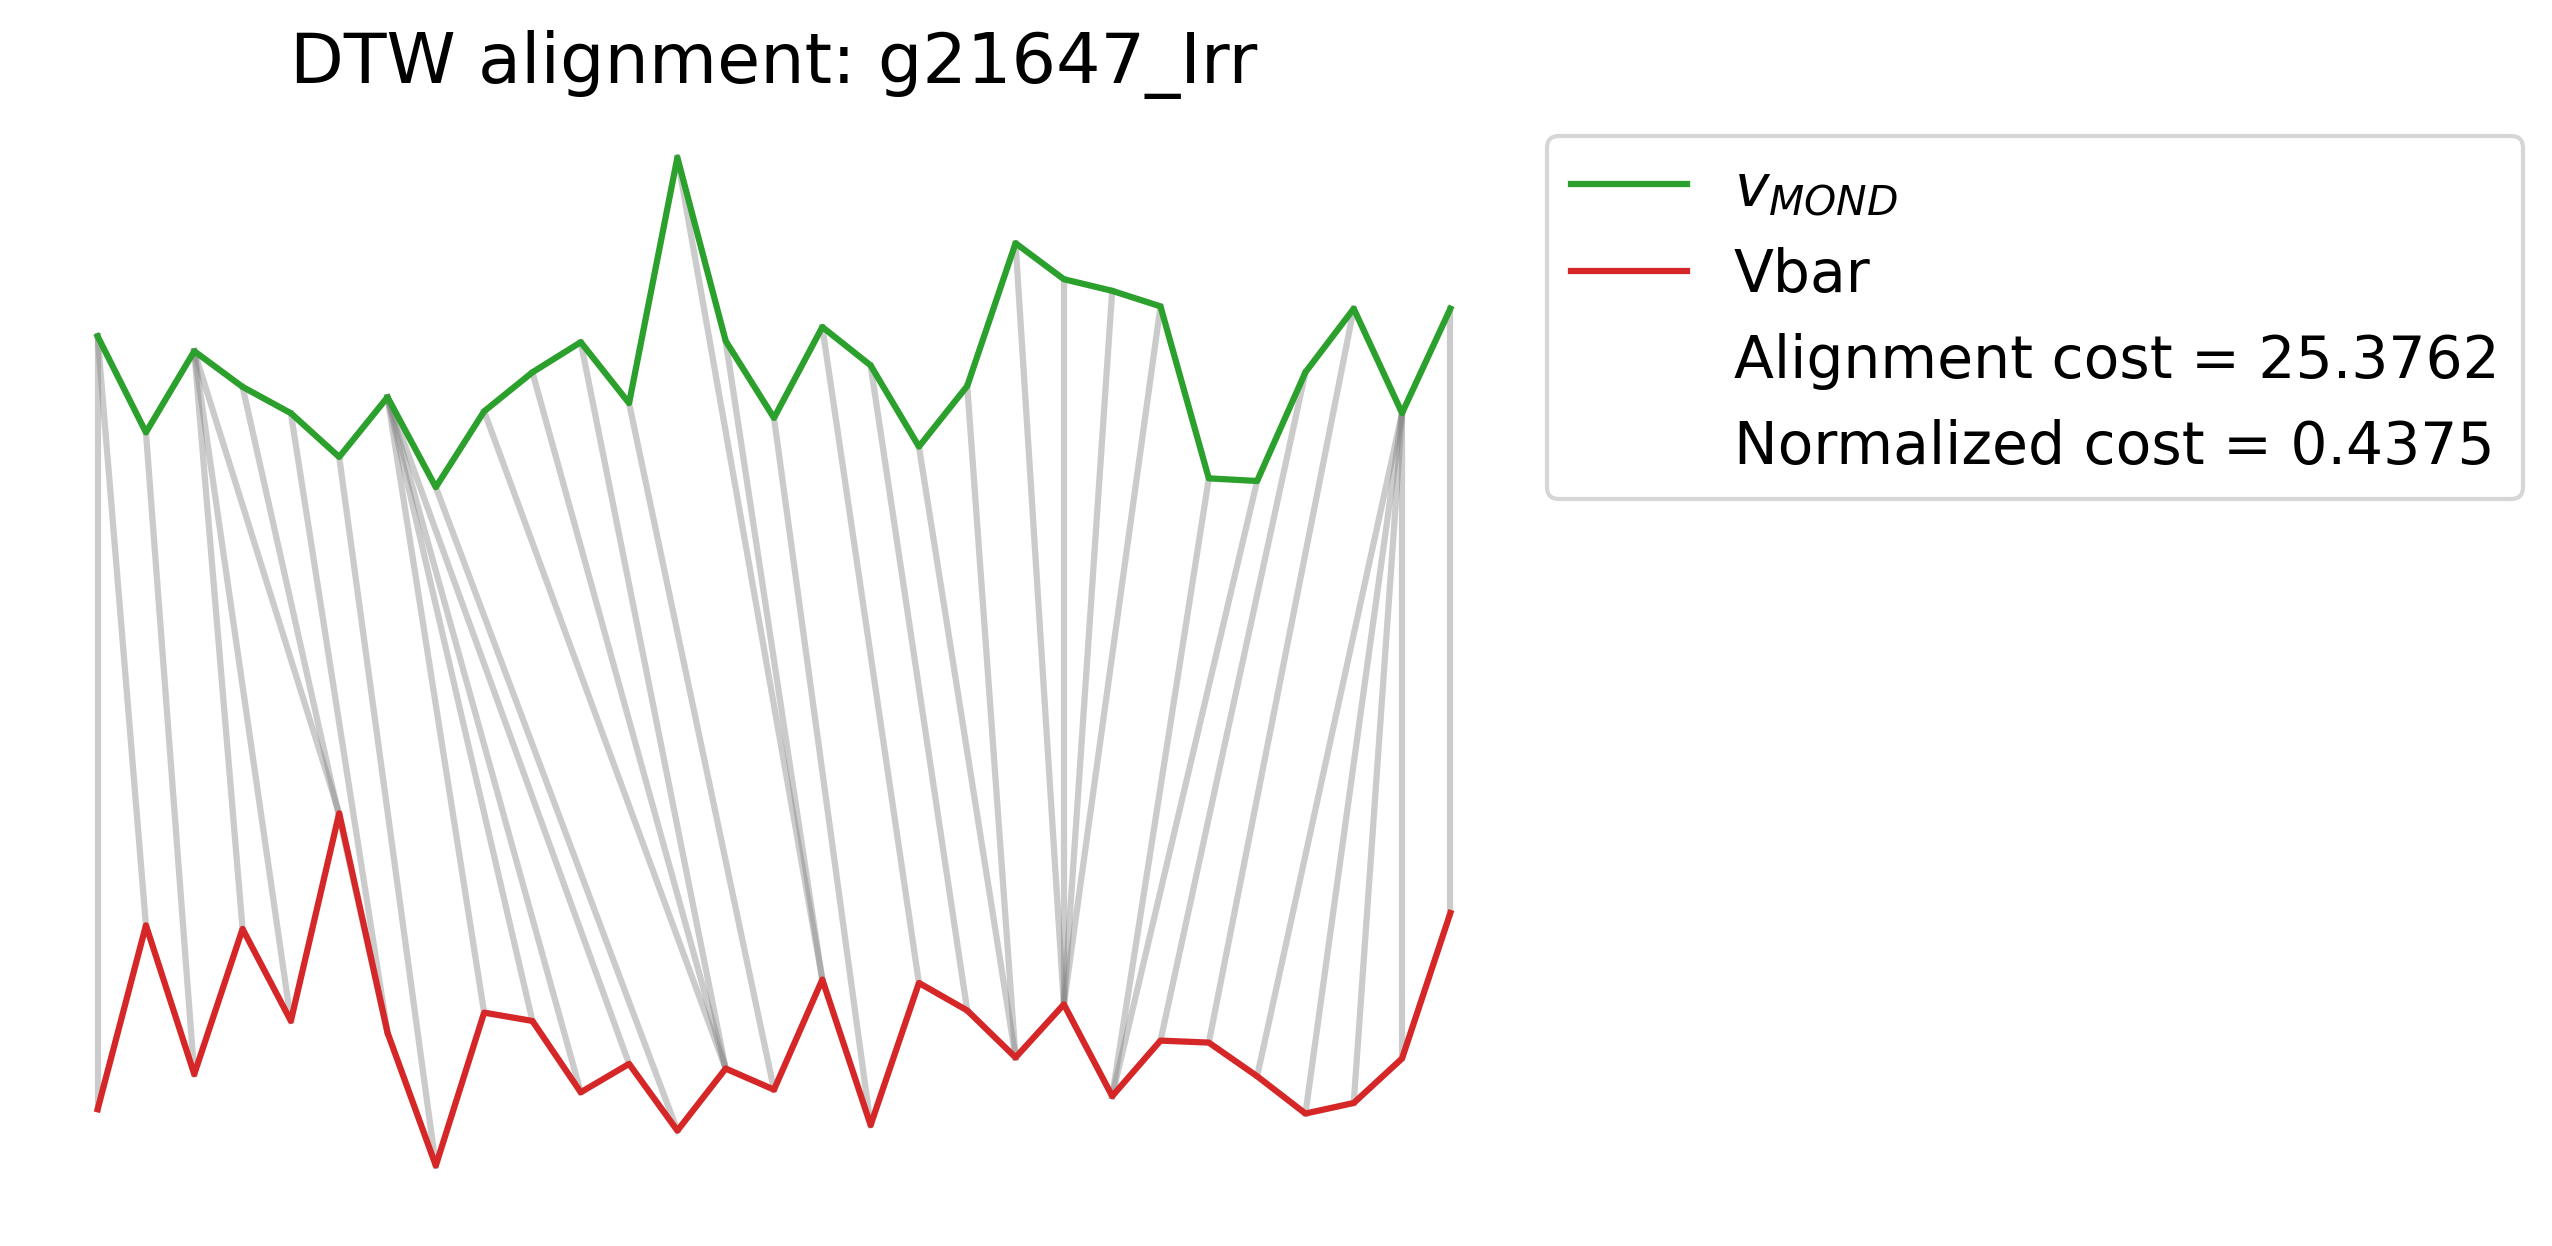 DTW alignment: g21647_Irr
v_MOND
Vbar
Alignment cost = 25.3762
Normalized cost = 0.4375